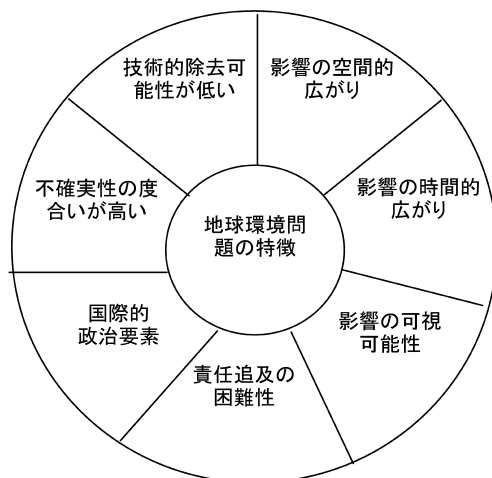 技術的除去可
能性が低い
影響の空間的
広がり
不確実性の度
合いが高い
影響の時間的
広がり
地球環境問
題の特徴
国際的
政治要素
影響の可視
可能性
責任追及の
困難性